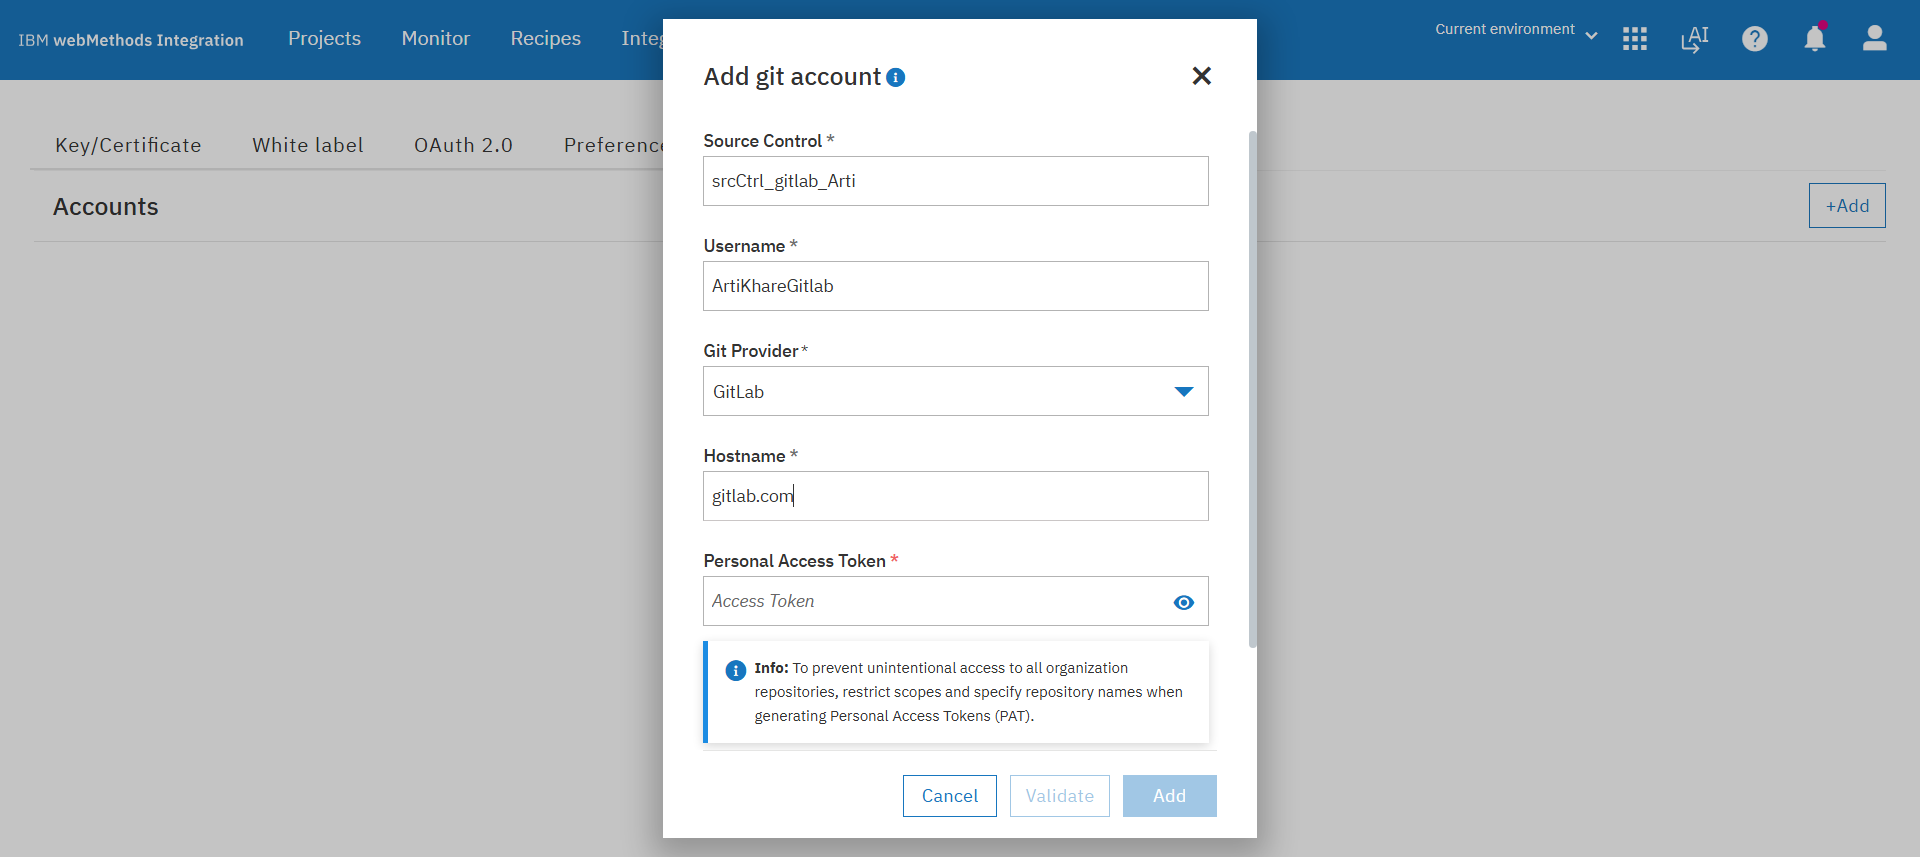 IBM webMethods Integration
Projects
Monitor
Recipes
Integ
Current environment
AI
Key/Certificate
White label
OAuth 2.0
Preference
Accounts
+Add
Add git account
Source Control *
srcCtrl_gitlab_Arti
Username *
ArtiKhareGitlab
Git Provider*
GitLab
Hostname *
gitlab.com
Personal Access Token *
Access Token
Info: To prevent unintentional access to all organization
repositories, restrict scopes and specify repository names when
generating Personal Access Tokens (PAT).
Cancel
Validate
Add